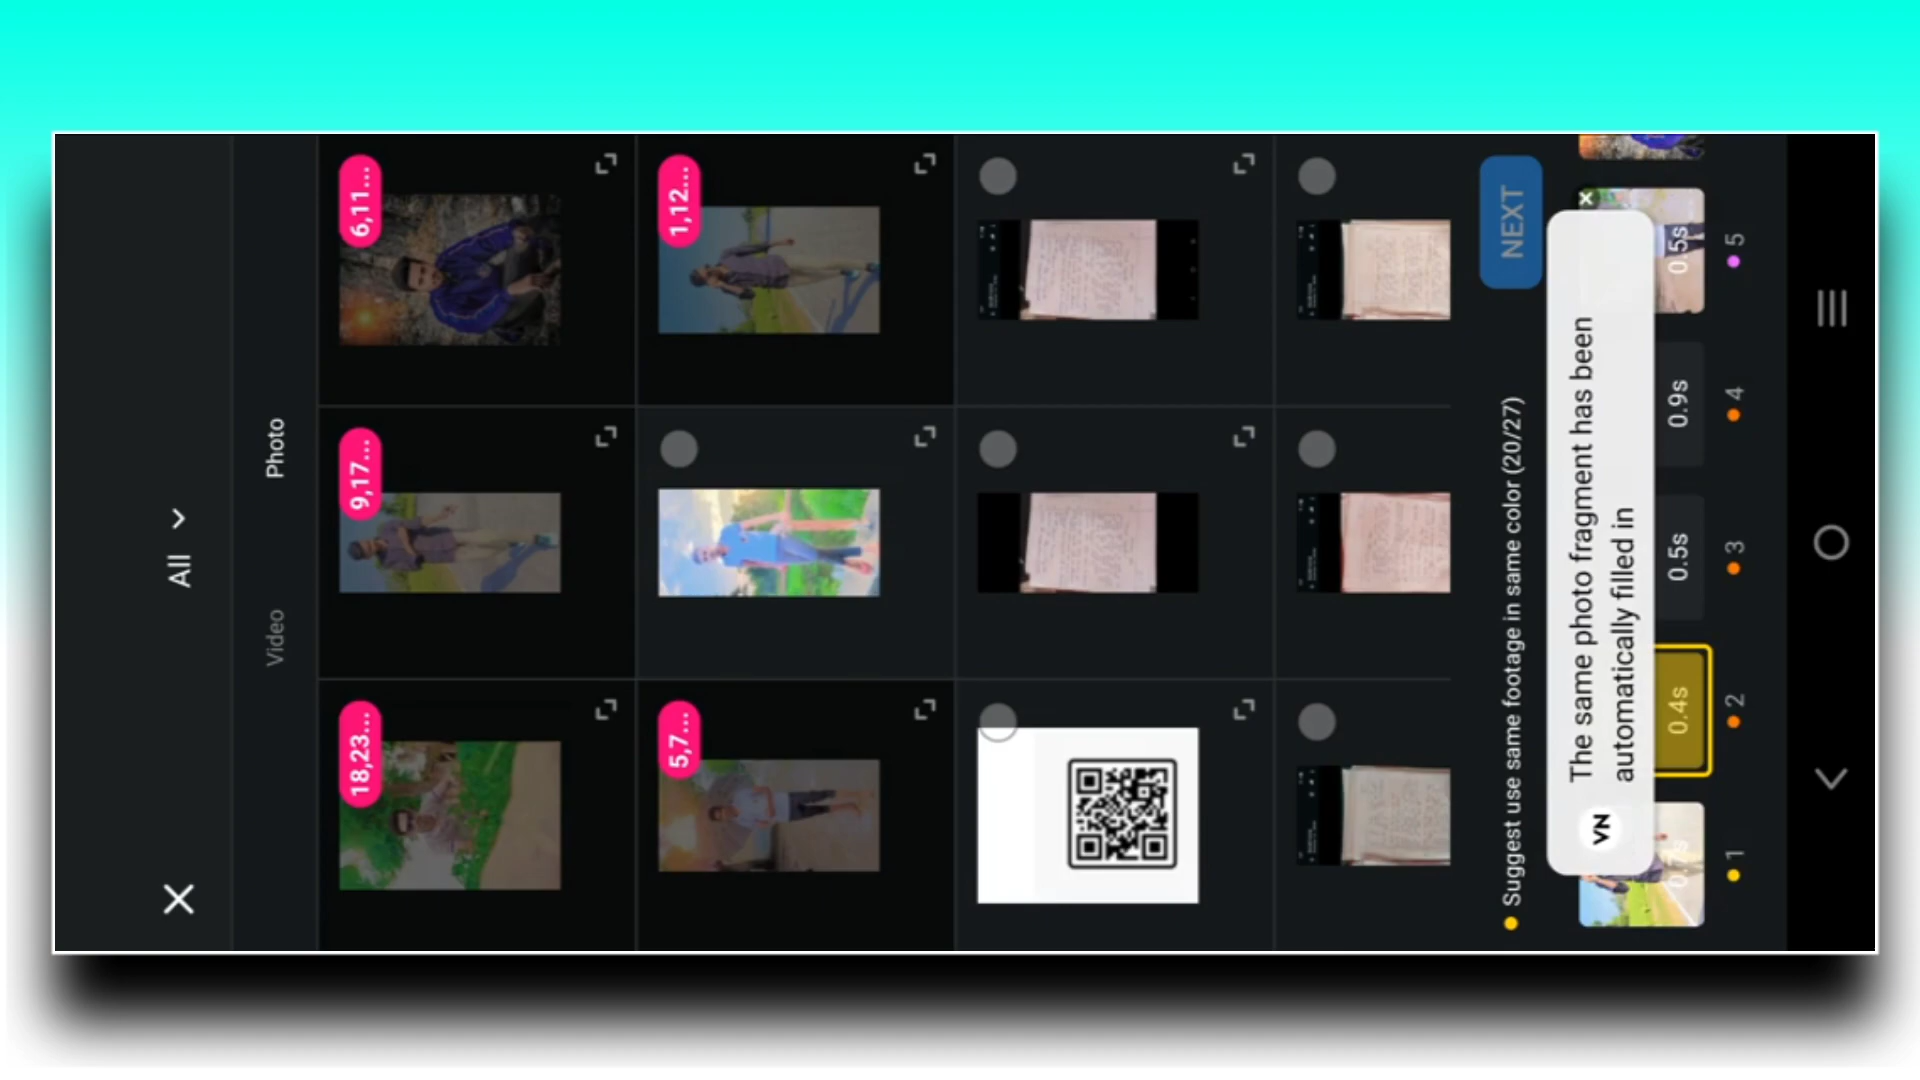 All
Video
Photo
18,23...
9,17...
6,11...
5,7...
1,12...
Suggest use same footage in same color (20/27)
NEXT
VN
The same photo fragment has been
automatically filled in
0.4s
0.5s
0.9s
0.5s
1
2
3
4
5